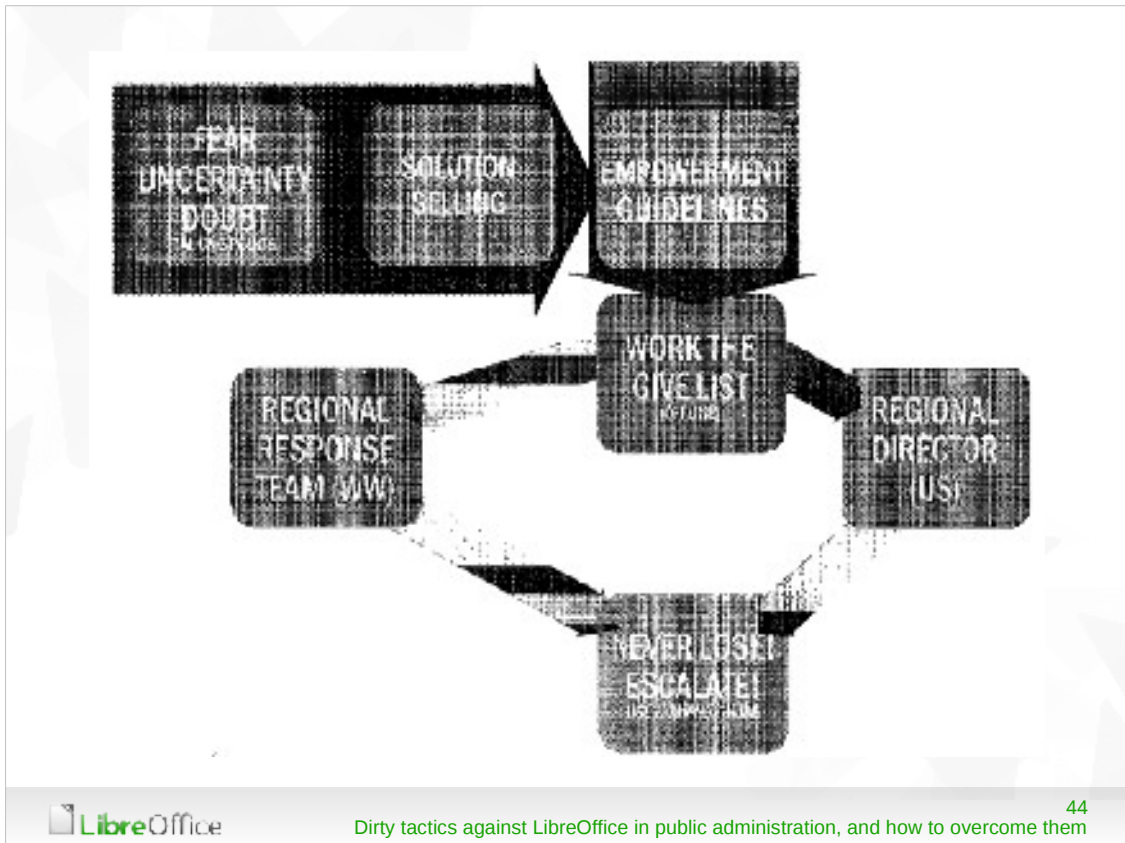 FEAR
UNCERTAINTY
DOUBT
SOLUTION
SELLING
EMPOWERMENT
GUIDELINES
WORK THE
GIVE LIST
REGIONAL
RESPONSE
TEAM (WW)
REGIONAL
DIRECTOR
(US)
NEVER LOSE!
ESCALATE!
LibreOffice
44
Dirty tactics against LibreOffice in public administration, and how to overcome them